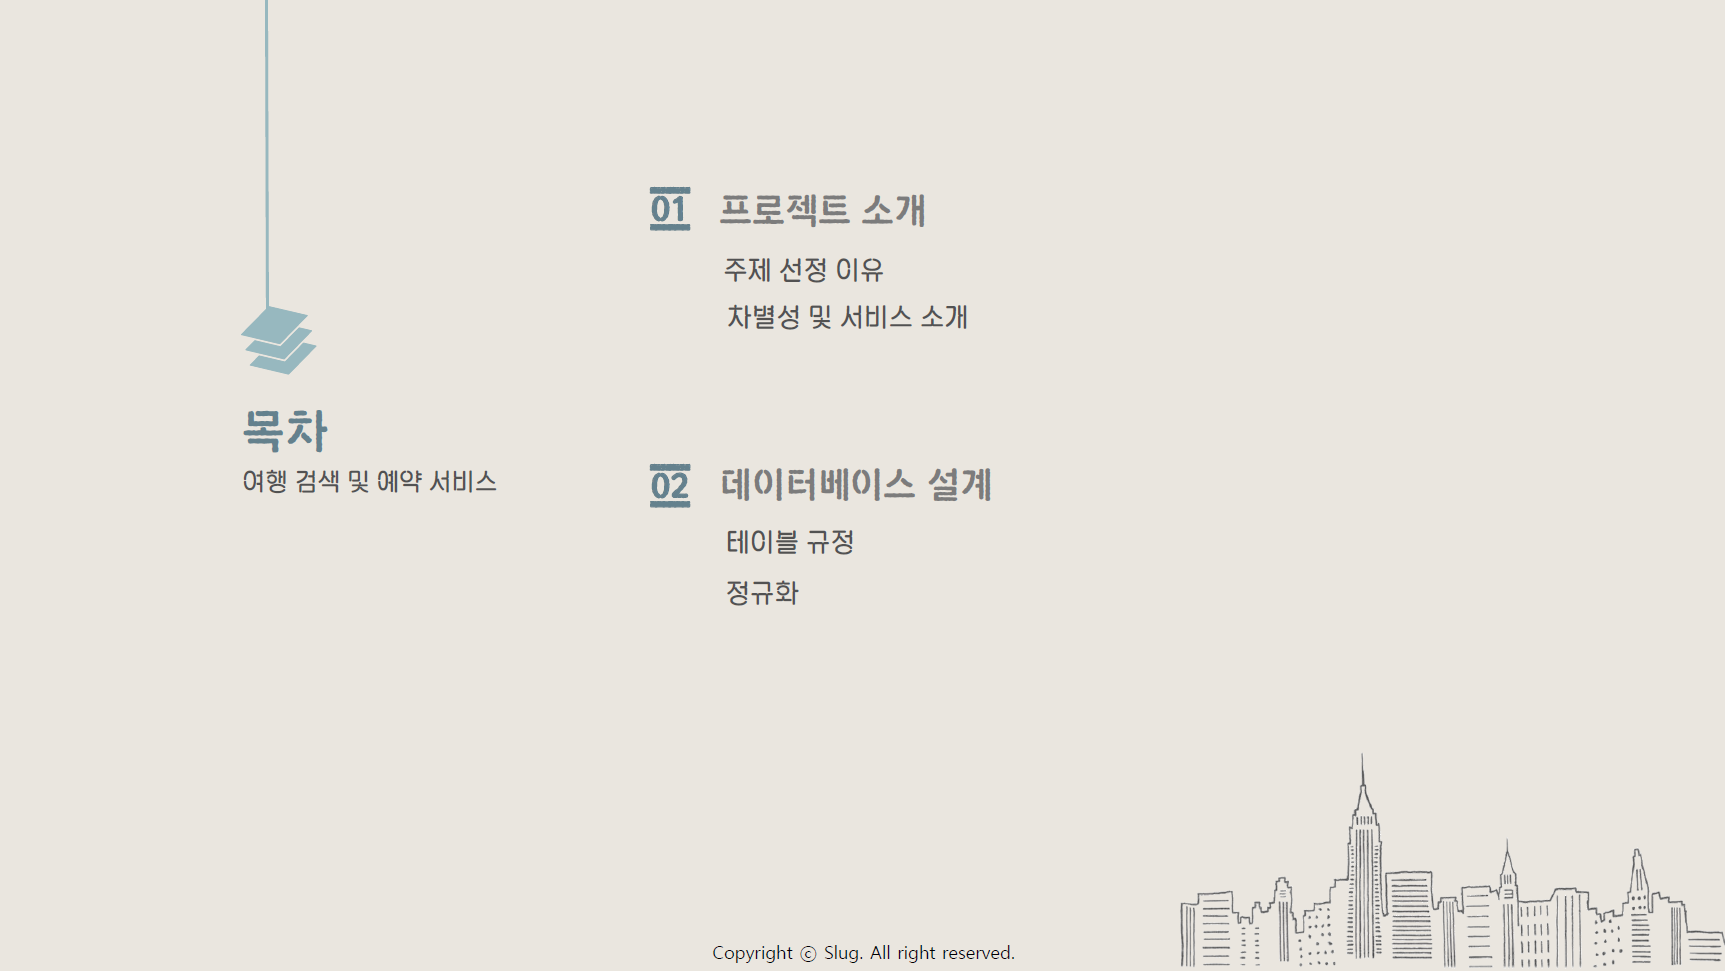 목차
여행 검색 및 예약 서비스
01 프로젝트 소개
주제 선정 이유
차별성 및 서비스 소개
02 데이터베이스 설계
테이블 규정
정규화
Copyright ⓒ Slug. All right reserved.